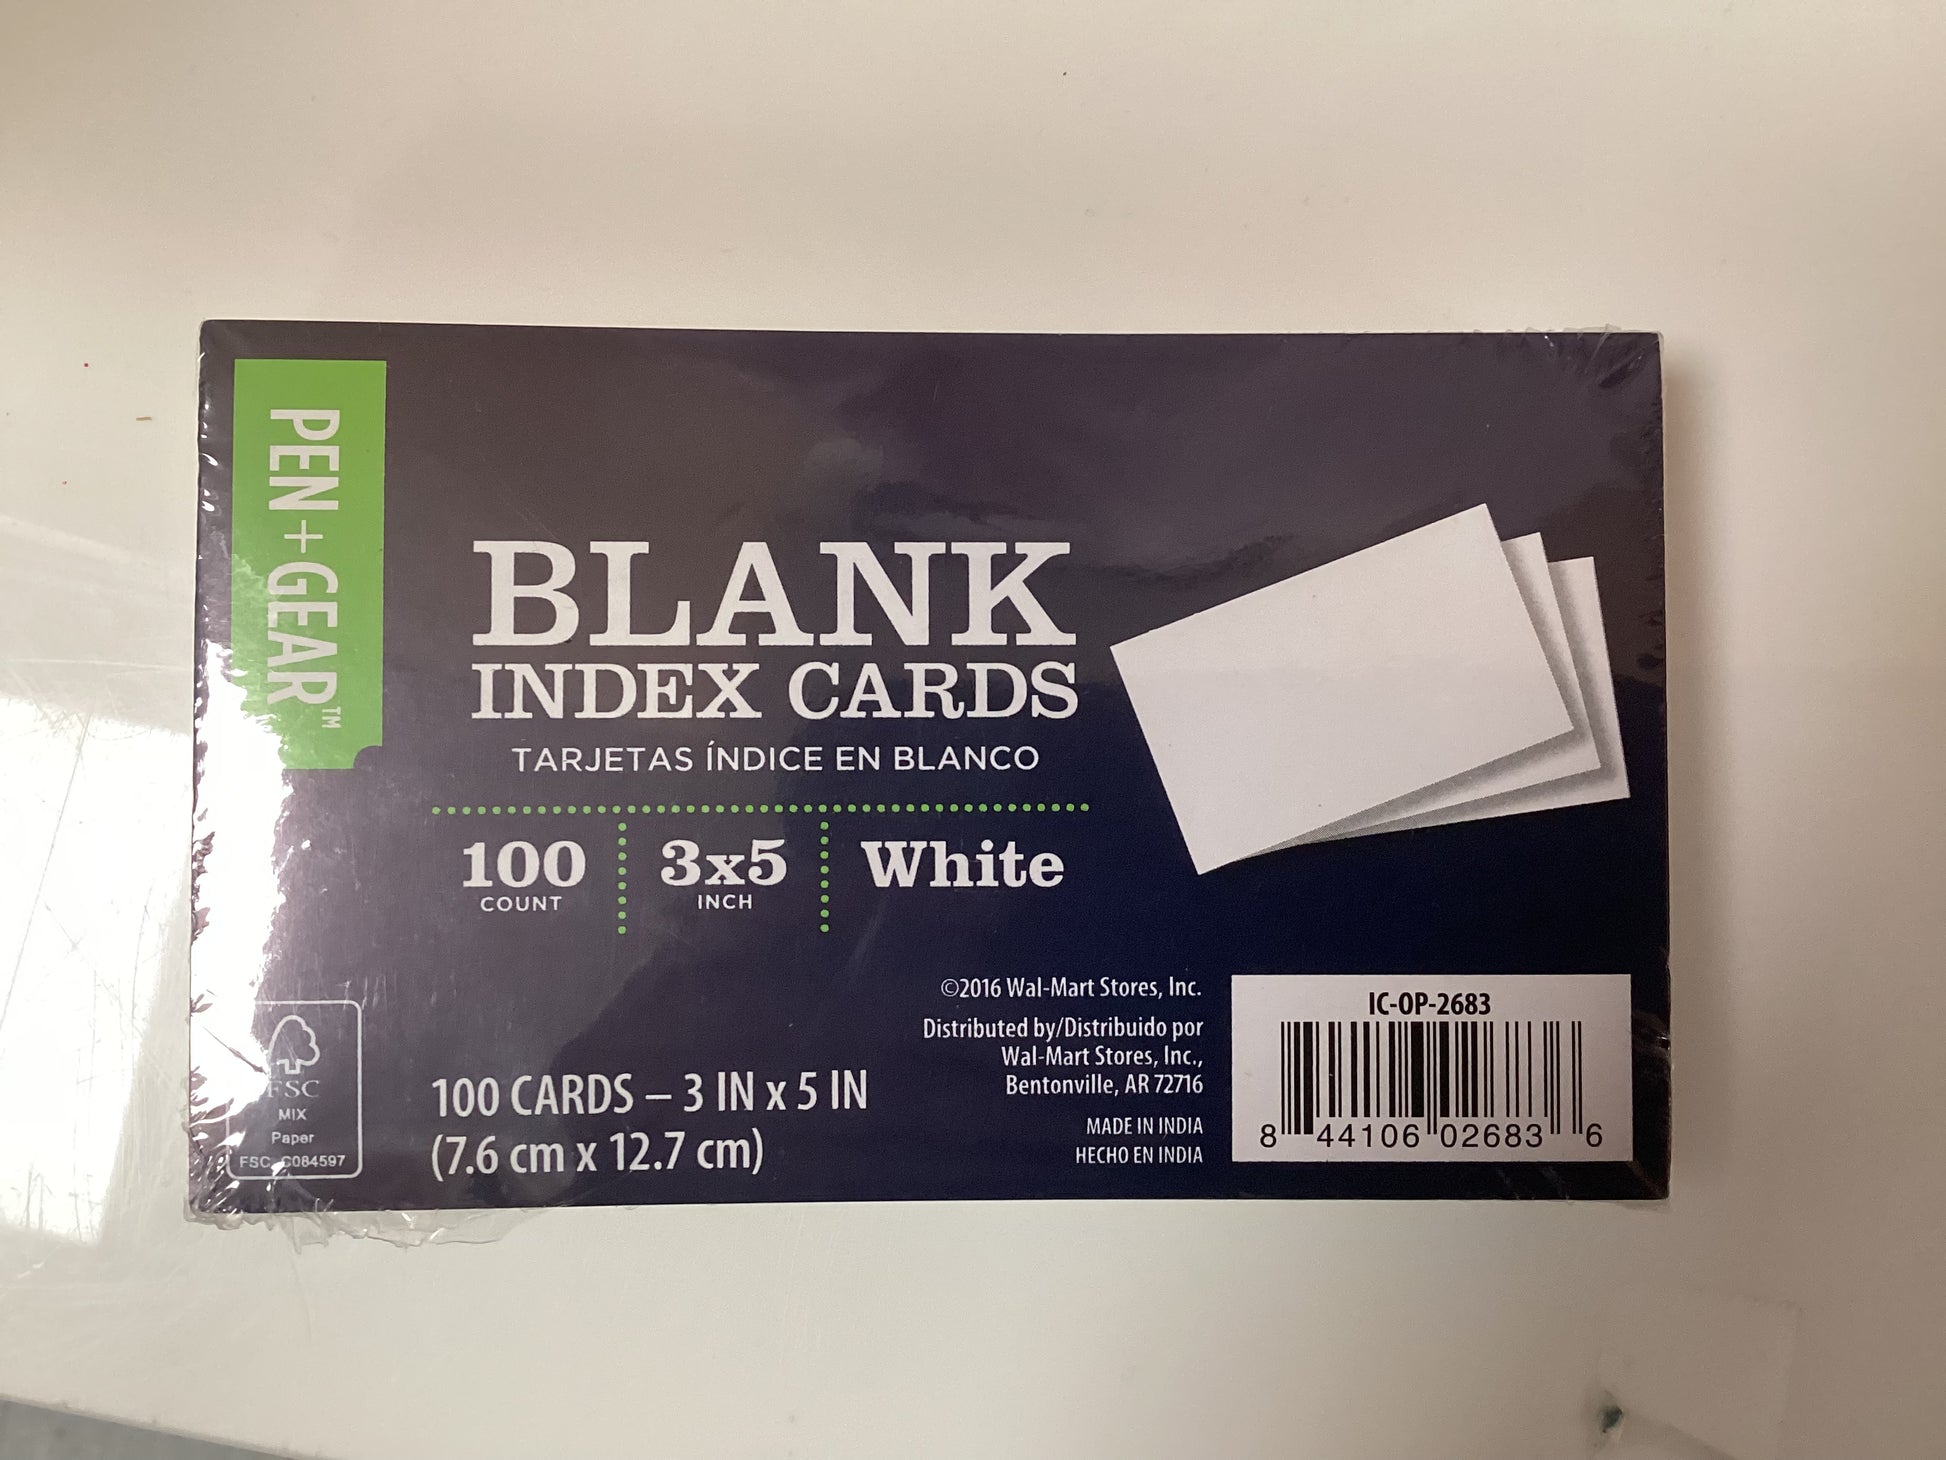 PEN+GEAR™
BLANK
INDEX CARDS
TARJETAS ÍNDICE EN BLANCO
100
COUNT
3x5
INCH
White
FSC
MIX
Paper
FSC C084597
100 CARDS – 3 IN x 5 IN
(7.6 cm x 12.7 cm)
©2016 Wal-Mart Stores, Inc.
Distributed by/Distribuido por
Wal-Mart Stores, Inc.,
Bentonville, AR 72716
MADE IN INDIA
HECHO EN INDIA
IC-OP-2683
8 44106 02683 6